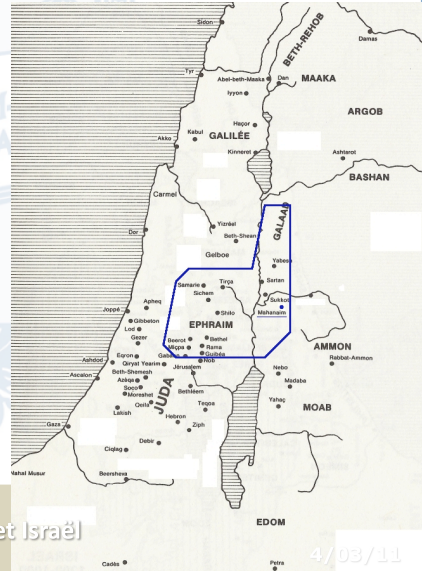 Sidon
BETH-REHOB
Damas
Tyr
Abel-beth-Maaka
Dan
MAAKA
Iyyon
ARGOB
Haçor
Kabul
GALILÉE
Akko
Kinneret
Ashtarot
BASHAN
Carmel
GALAAD
Yizréel
Dor
Beth-Shean
Gelboe
Yabesh
Samarie
Tirça
Sartan
Sichem
Sukkot
Apheq
Shilo
Mahanaim
Joppé
Gibbeton
EPHRAIM
Lod
AMMON
Gezer
Beerot
Bethel
Miçpa
Rama
Rabbat-Ammon
Ashdod
Eqron
Gabaon
Guibéa
Qiryat Yearim
Nob
Jérusalem
Nebo
Beth-Shemesh
Ascalon
Azéqa
Madaba
Soco
JUDA
Bethléem
Moreshet
Yahaç
MOAB
Qeila
Teqoa
Lakish
Hebron
Gaza
Ziph
Debir
Ciqlag
Nahal Musur
Beersheva
EDOM
et Israël
4/03/11
Cadès
Petra